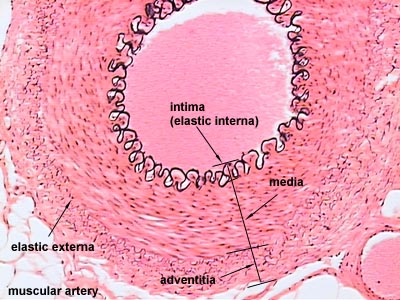 intima
(elastic interna)
media
elastic externa
adventitia
muscular artery